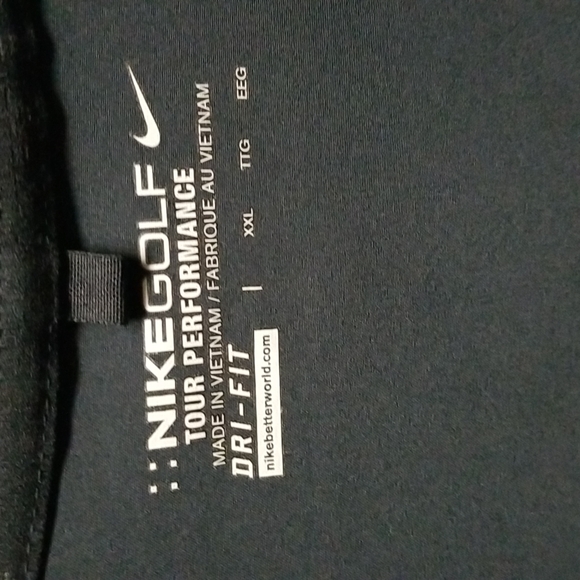 NIKEGOLF
TOUR PERFORMANCE
MADE IN VIETNAM / FABRIQUE AU VIETNAM
DRI-FIT | XXL TTG EEG
nikebetterworld.com